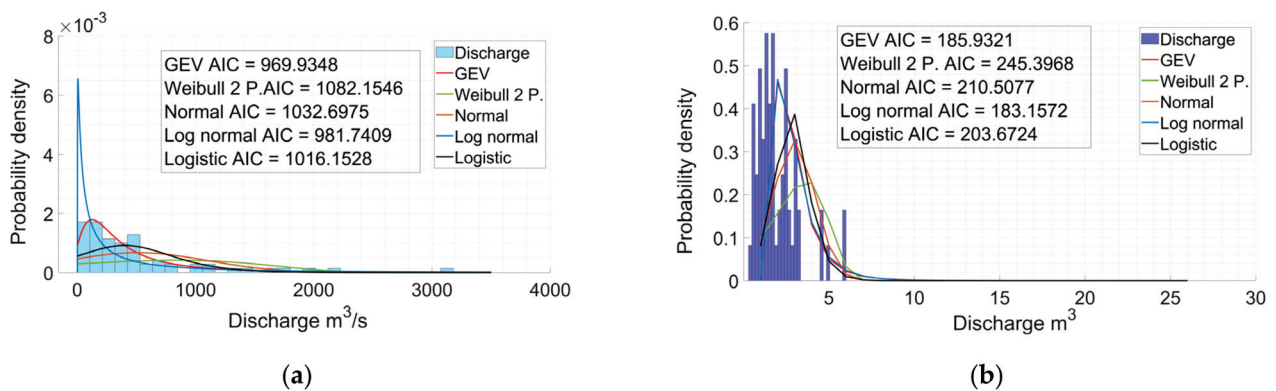 ×10⁻³
8
6
4
2
0
Probability density
GEV AIC = 969.9348
Weibull 2 P.AIC = 1082.1546
Normal AIC = 1032.6975
Log normal AIC = 981.7409
Logistic AIC = 1016.1528
Discharge
GEV
Weibull 2 P.
Normal
Log normal
Logistic
0 1000 2000 3000 4000
Discharge m³/s
(a)
0.6
0.5
0.4
0.3
0.2
0.1
0
Probability density
GEV AIC = 185.9321
Weibull 2 P.AIC = 245.3968
Normal AIC = 210.5077
Log normal AIC = 183.1572
Logistic AIC = 203.6724
Discharge
GEV
Weibull 2 P.
Normal
Log normal
Logistic
5 10 15 20 25 30
Discharge m³
(b)